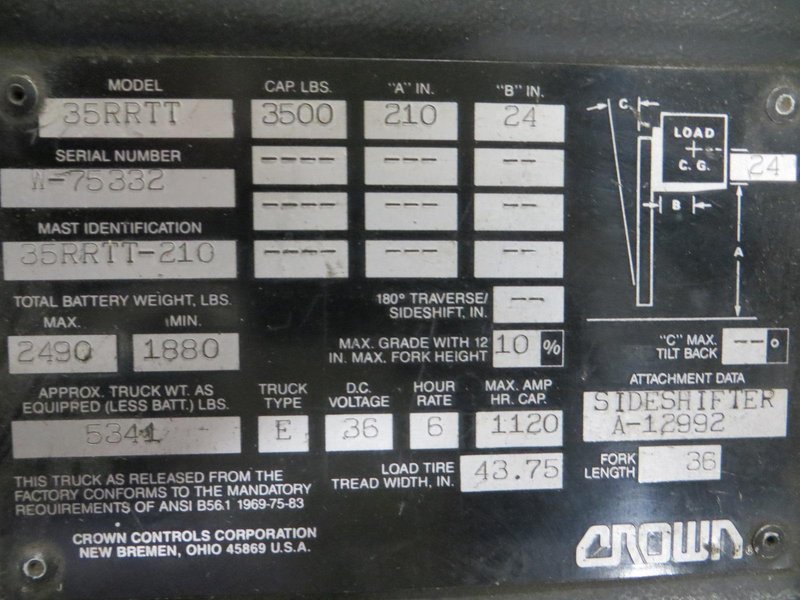 MODEL CAP. LBS. "A" IN. "B" IN.
35RRTT 3500 210 24
SERIAL NUMBER ---- --- --
W-75332
---- --- --
MAST IDENTIFICATION
35RRTT-210 ---- --- --
C
LOAD
C. G. 24
B
A
TOTAL BATTERY WEIGHT, LBS.
MAX. MIN.
2490 1880
180° TRAVERSE/
SIDESHIFT, IN. --
MAX. GRADE WITH 12
IN. MAX. FORK HEIGHT 10 %
"C" MAX.
TILT BACK -- °
APPROX. TRUCK WT. AS
EQUIPPED (LESS BATT.) LBS.
5341
TRUCK
TYPE
E
D.C.
VOLTAGE
36
HOUR
RATE
6
MAX. AMP
HR. CAP.
1120
ATTACHMENT DATA
SIDESHIFTER
A-12992
LOAD TIRE
TREAD WIDTH, IN. 43.75
FORK
LENGTH 36
THIS TRUCK AS RELEASED FROM THE
FACTORY CONFORMS TO THE MANDATORY
REQUIREMENTS OF ANSI B56.1 1969-75-83
CROWN CONTROLS CORPORATION
NEW BREMEN, OHIO 45869 U.S.A.
CROWN